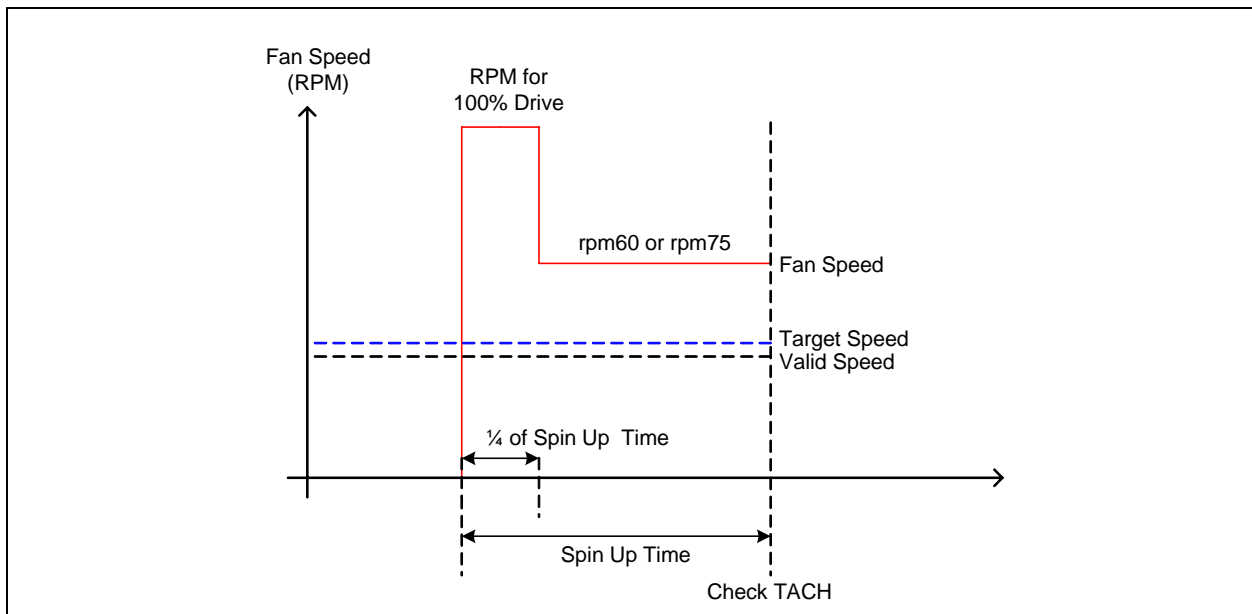 Fan Speed
(RPM)
RPM for
100% Drive
rpm60 or rpm75
Fan Speed
Target Speed
Valid Speed
¼ of Spin Up Time
Spin Up Time
Check TACH